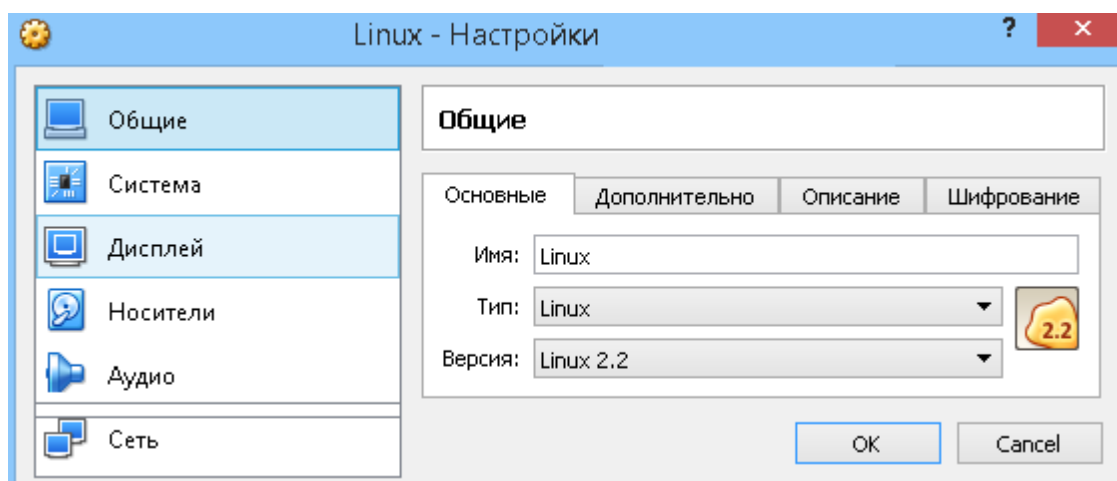 Linux - Настройки ?
Общие
Система
Дисплей
Носители
Аудио
Сеть
Общие
Основные Дополнительно Описание Шифрование
Имя: Linux
Тип: Linux
2.2
Версия: Linux 2.2
OK Cancel